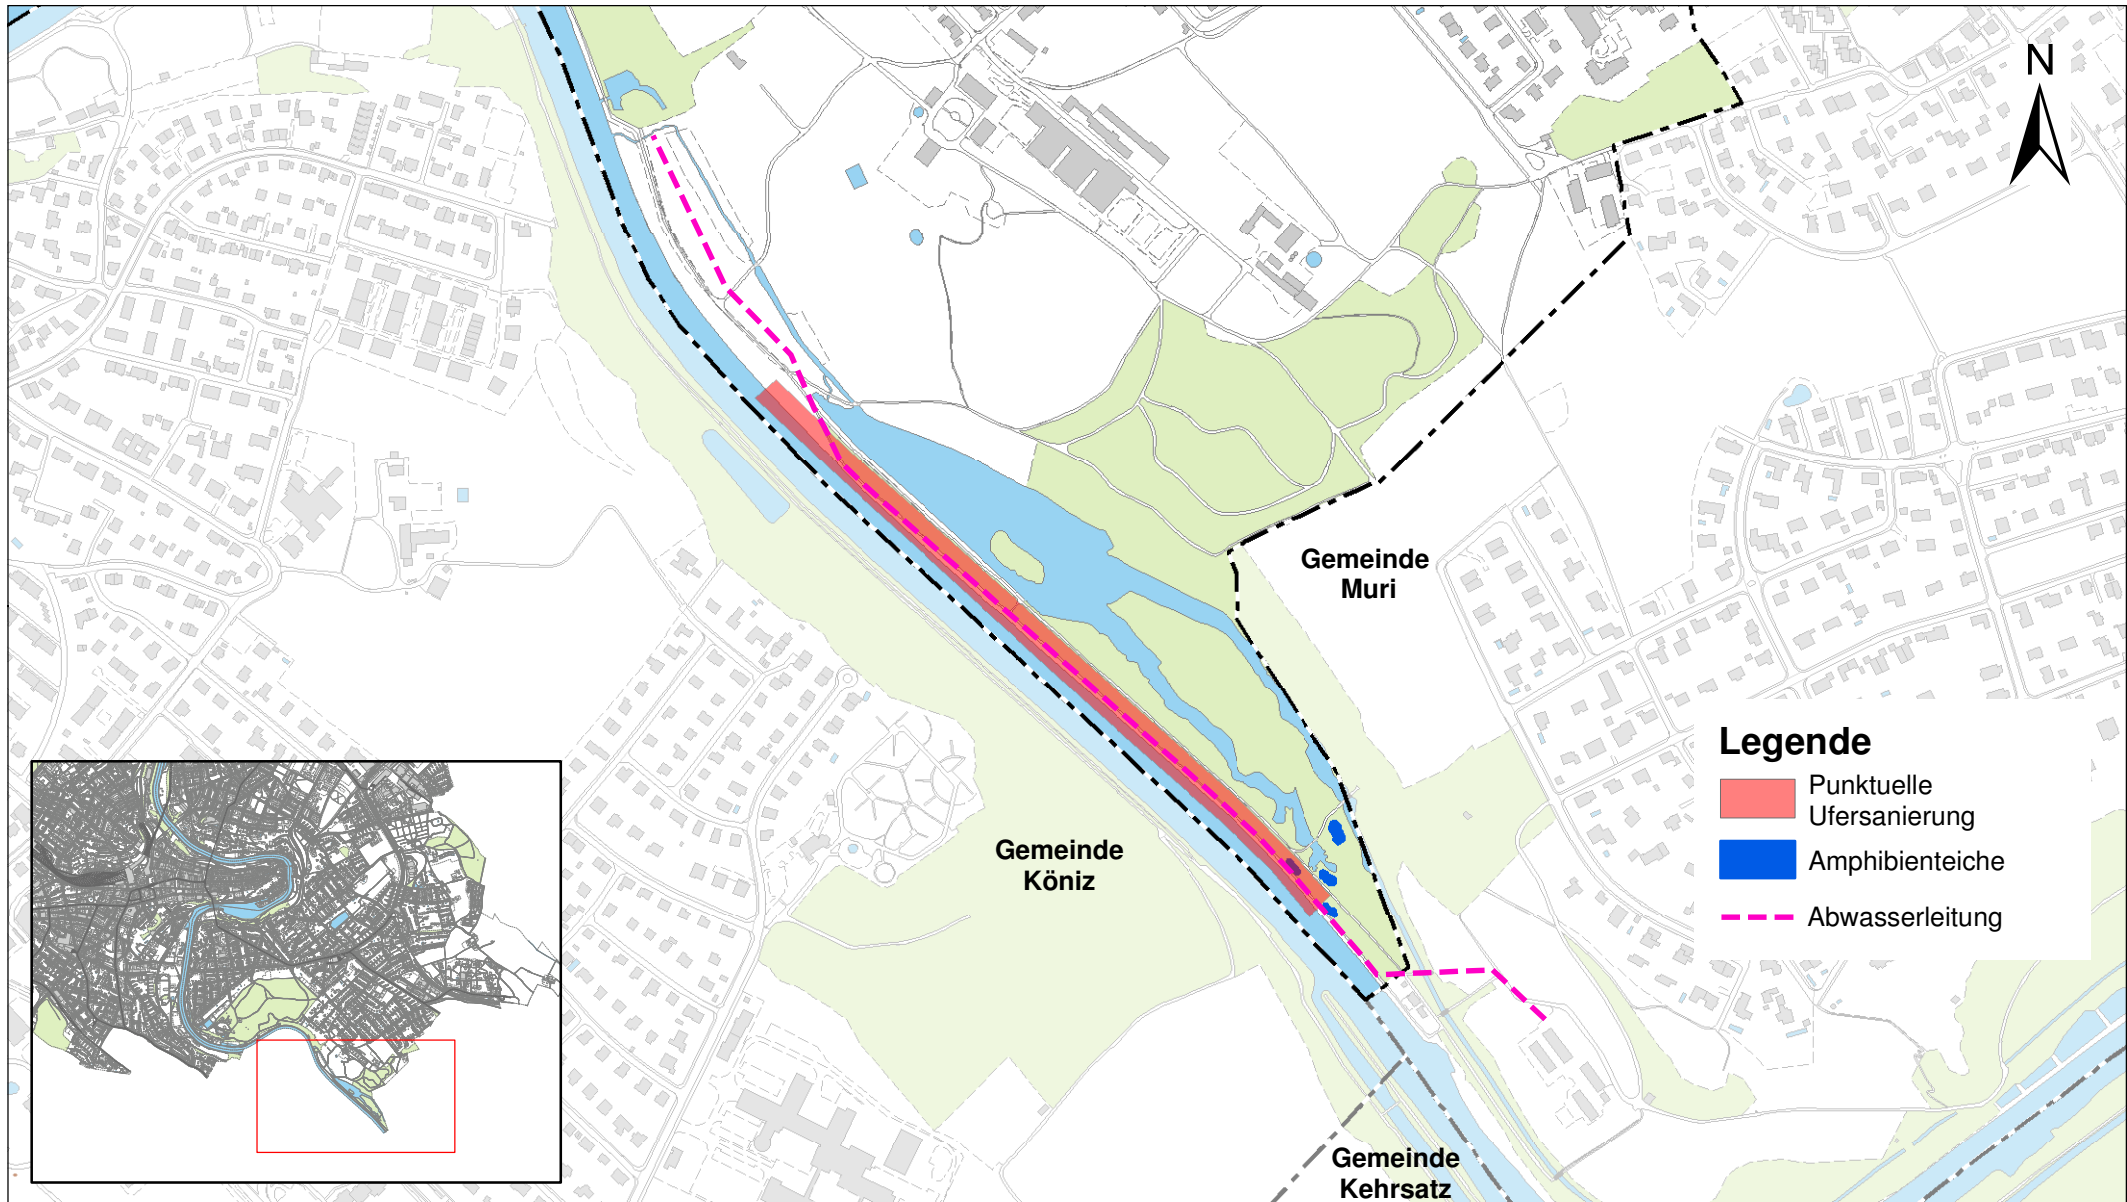 N
Gemeinde
Muri
Legende
Punktuelle
Ufersanierung
Amphibienteiche
Abwasserleitung
Gemeinde
Köniz
Gemeinde
Kehrsatz